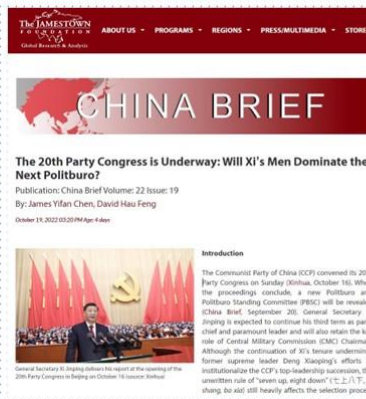 The JAMESTOWN
FOUNDATION
Global Research & Analysis
ABOUT US
PROGRAMS
REGIONS
PRESS/MULTIMEDIA
STORE
CHINA BRIEF
The 20th Party Congress is Underway: Will Xi's Men Dominate the
Next Politburo?
Publication: China Brief Volume: 22 Issue: 19
By: James Yifan Chen, David Hau Feng
October 19, 2022 03:20 PM Age: 4 days
General Secretary Xi Jinping delivers his report at the opening of the
20th Party Congress in Beijing on October 16 (source: Xinhua)
Introduction
The Communist Party of China (CCP) convened its 20
Party Congress on Sunday (Xinhua, October 16). Whe
the proceedings conclude, a new Politburo an
Politburo Standing Committee (PBSC) will be reveale
(China Brief, September 20). General Secretary
Jinping is expected to continue his third term as par
chief and paramount leader and will also retain the k
role of Central Military Commission (CMC) Chairma
Although the continuation of Xi's tenure undermin
former supreme leader Deng Xiaoping's efforts
institutionalize the CCP's top-leadership succession, t
unwritten rule of "seven up, eight down" (七上八下,
shang, ba xia) still heavily affects the selection proce